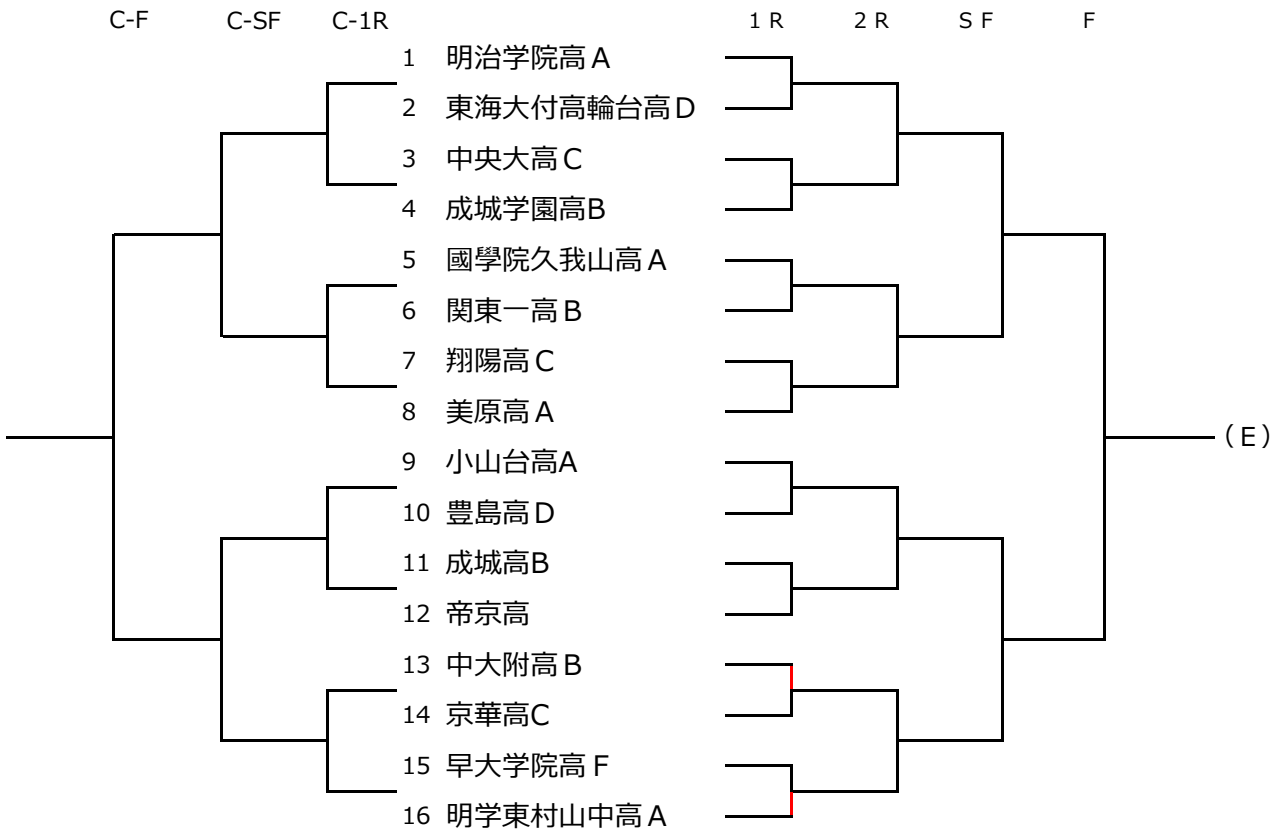 C-F C-SF C-1R 1 R 2 R S F F
1 明治学院高Ａ
2 東海大付高輪台高Ｄ
3 中央大高Ｃ
4 成城学園高B
5 國學院久我山高Ａ
6 関東一高Ｂ
7 翔陽高Ｃ
8 美原高Ａ
（Ｅ）
9 小山台高A
10 豊島高Ｄ
11 成城高B
12 帝京高
13 中大附高Ｂ
14 京華高C
15 早大学院高Ｆ
16 明学東村山中高Ａ